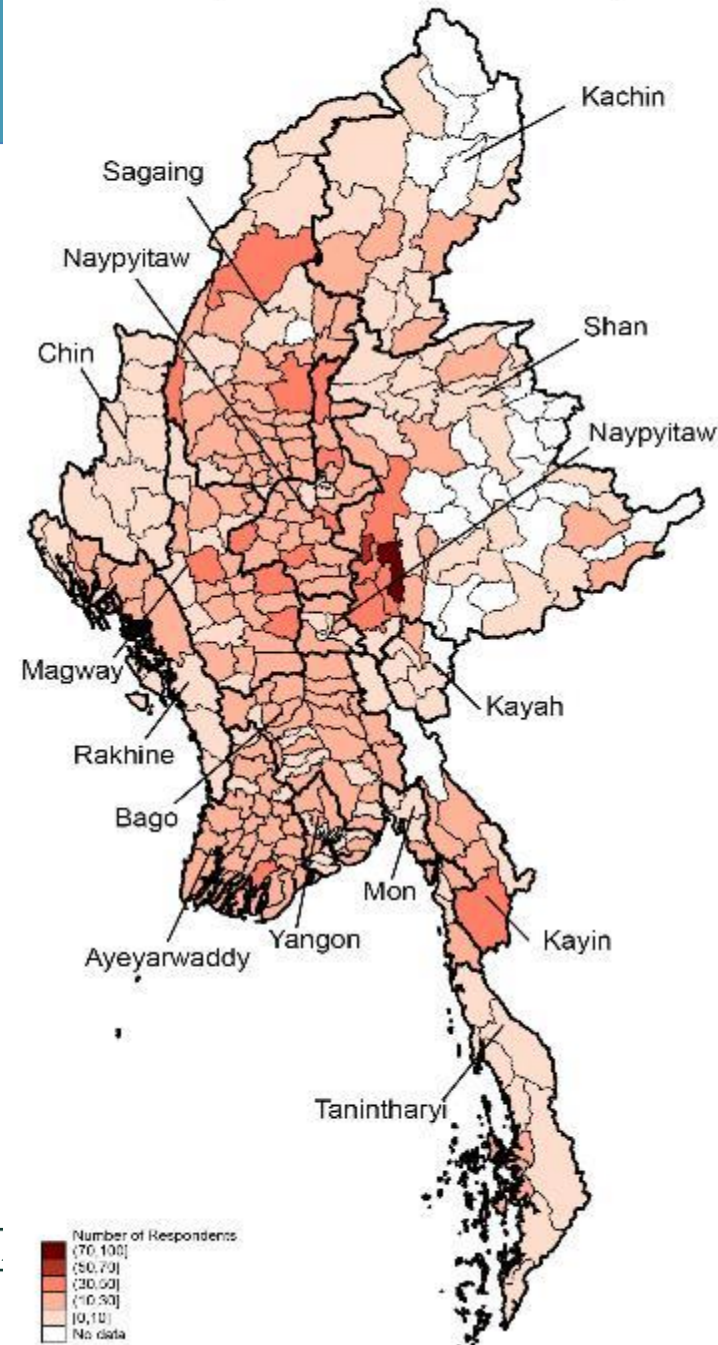 Kachin
Sagaing
Naypyitaw
Shan
Chin
Naypyitaw
Magway
Kayah
Rakhine
Bago
Mon
Yangon
Kayin
Ayeyarwaddy
Tanintharyi
Number of Respondents
(70,100]
(50,70]
(30,50]
(10,30]
[0,10]
No data